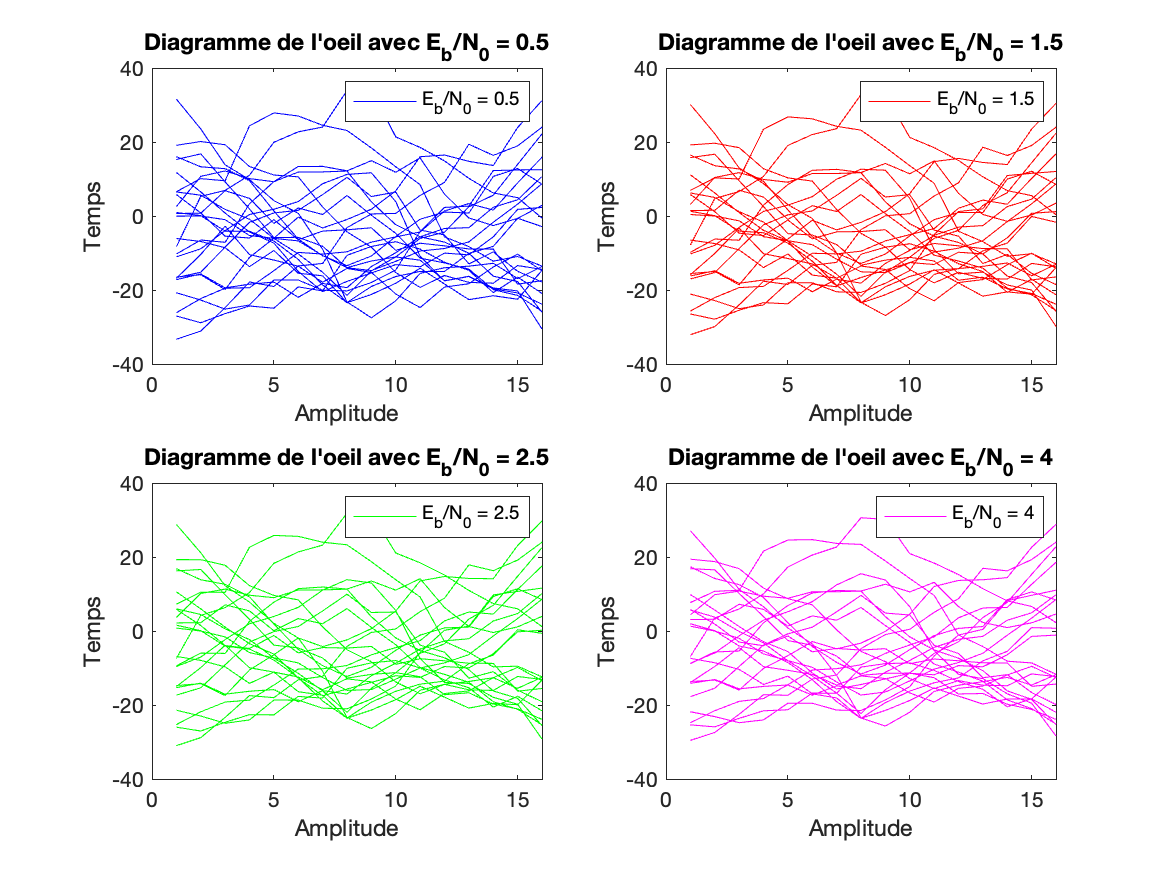 Diagramme de l'oeil avec E_b/N_0 = 0.5
40
20
0
-20
-40
Temps
E_b/N_0 = 0.5
0 5 10 15
Amplitude
Diagramme de l'oeil avec E_b/N_0 = 1.5
40
20
0
-20
-40
Temps
E_b/N_0 = 1.5
0 5 10 15
Amplitude
Diagramme de l'oeil avec E_b/N_0 = 2.5
40
20
0
-20
-40
Temps
E_b/N_0 = 2.5
0 5 10 15
Amplitude
Diagramme de l'oeil avec E_b/N_0 = 4
40
20
0
-20
-40
Temps
E_b/N_0 = 4
0 5 10 15
Amplitude